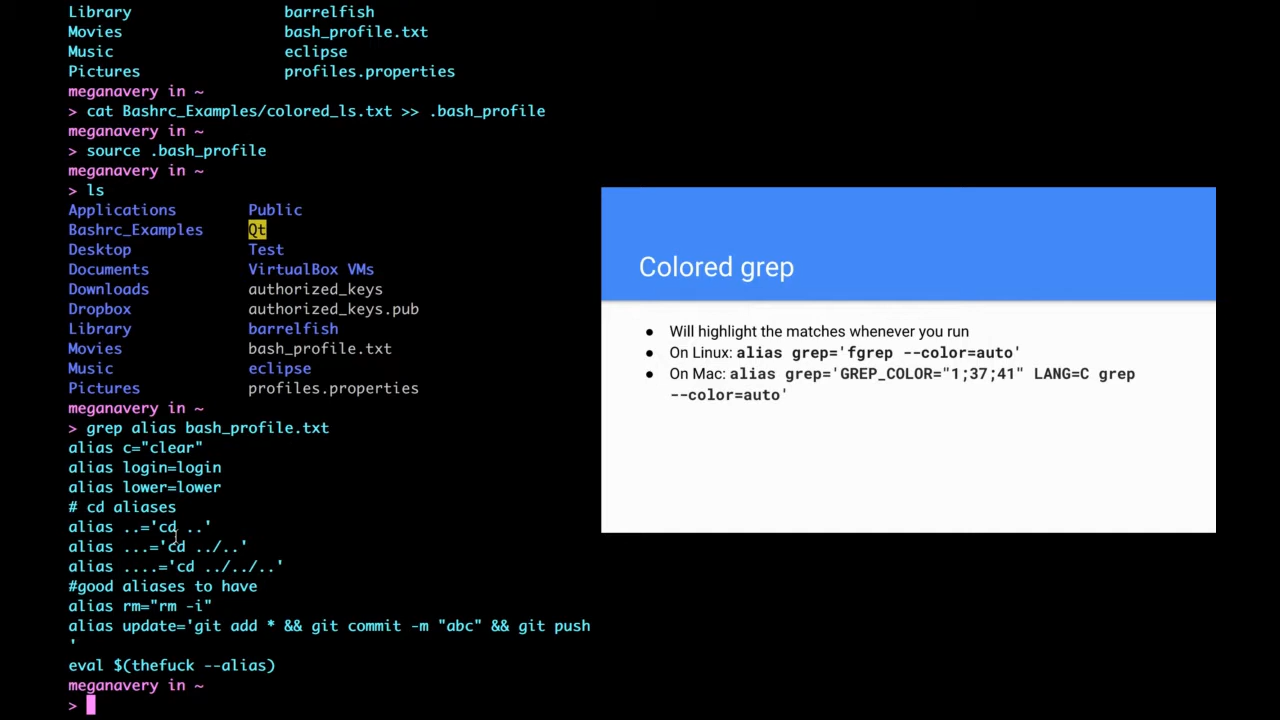 Library barrelfish
Movies bash_profile.txt
Music eclipse
Pictures profiles.properties
meganavery in ~
> cat Bashrc_Examples/colored_ls.txt >> .bash_profile
meganavery in ~
> source .bash_profile
meganavery in ~
> ls
Applications Public
Bashrc_Examples Qt
Desktop Test
Documents VirtualBox VMs
Downloads authorized_keys
Dropbox authorized_keys.pub
Library barrelfish
Movies bash_profile.txt
Music eclipse
Pictures profiles.properties
meganavery in ~
> grep alias bash_profile.txt
alias c="clear"
alias login=login
alias lower=lower
# cd aliases
alias ..='cd ..'
alias ...='cd ../..'
alias ....='cd ../../..'
#good aliases to have
alias rm="rm -i"
alias update='git add * && git commit -m "abc" && git push
'
eval $(thefuck --alias)
meganavery in ~
>
Colored grep
● Will highlight the matches whenever you run
● On Linux: alias grep='fgrep --color=auto'
● On Mac: alias grep='GREP_COLOR="1;37;41" LANG=C grep
--color=auto'